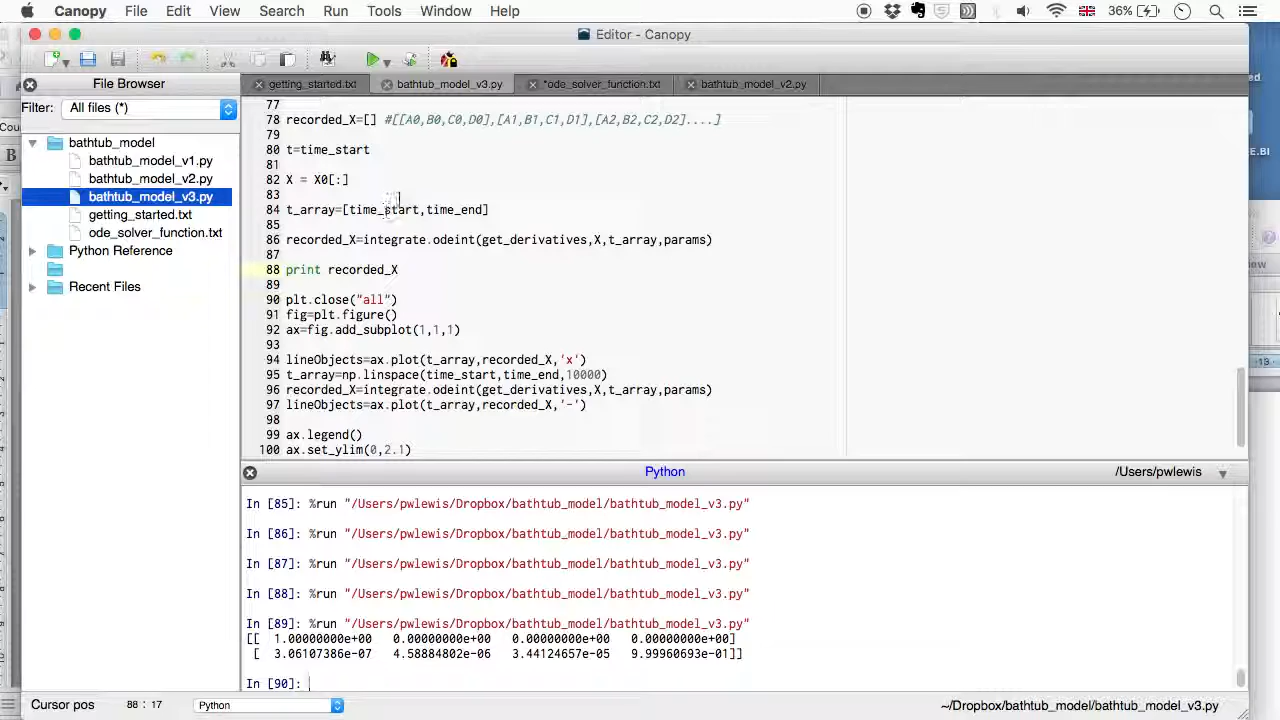 Canopy File Edit View Search Run Tools Window Help 36%
Editor - Canopy
File Browser
getting_started.txt
bathtub_model_v3.py
*ode_solver_function.txt
bathtub_model_v2.py
Filter: All files (*)
bathtub_model
bathtub_model_v1.py
bathtub_model_v2.py
bathtub_model_v3.py
getting_started.txt
ode_solver_function.txt
Python Reference
Recent Files
77
78 recorded_X=[] #[[A0,B0,C0,D0],[A1,B1,C1,D1],[A2,B2,C2,D2]....]
79
80 t=time_start
81
82 X = X0[:]
83
84 t_array=[time_start,time_end]
85
86 recorded_X=integrate.odeint(get_derivatives,X,t_array,params)
87
88 print recorded_X
89
90 plt.close("all")
91 fig=plt.figure()
92 ax=fig.add_subplot(1,1,1)
93
94 lineObjects=ax.plot(t_array,recorded_X,'x')
95 t_array=np.linspace(time_start,time_end,10000)
96 recorded_X=integrate.odeint(get_derivatives,X,t_array,params)
97 lineObjects=ax.plot(t_array,recorded_X,'-')
98
99 ax.legend()
100 ax.set_ylim(0,2.1)
Python
/Users/pwlewis
In [85]: %run "/Users/pwlewis/Dropbox/bathtub_model/bathtub_model_v3.py"
In [86]: %run "/Users/pwlewis/Dropbox/bathtub_model/bathtub_model_v3.py"
In [87]: %run "/Users/pwlewis/Dropbox/bathtub_model/bathtub_model_v3.py"
In [88]: %run "/Users/pwlewis/Dropbox/bathtub_model/bathtub_model_v3.py"
In [89]: %run "/Users/pwlewis/Dropbox/bathtub_model/bathtub_model_v3.py"
[[ 1.00000000e+00 0.00000000e+00 0.00000000e+00 0.00000000e+00]
[ 3.06107386e-07 4.58884802e-06 3.44124657e-05 9.99960693e-01]]
In [90]:
Cursor pos 88 : 17 Python ~/Dropbox/bathtub_model/bathtub_model_v3.py